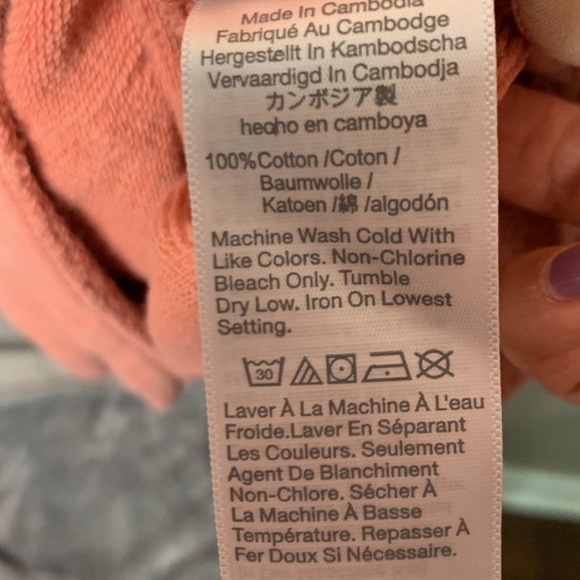 Made In Cambodia
Fabriqué Au Cambodge
Hergestellt In Kambodscha
Vervaardigd In Cambodja
カンボジア製
hecho en camboya
100%Cotton /Coton /
Baumwolle /
Katoen /綿 /algodón
Machine Wash Cold With
Like Colors. Non-Chlorine
Bleach Only. Tumble
Dry Low. Iron On Lowest
Setting.
30
Laver À La Machine À L'eau
Froide.Laver En Séparant
Les Couleurs. Seulement
Agent De Blanchiment
Non-Chlore. Sécher À
La Machine À Basse
Température. Repasser À
Fer Doux Si Nécessaire.